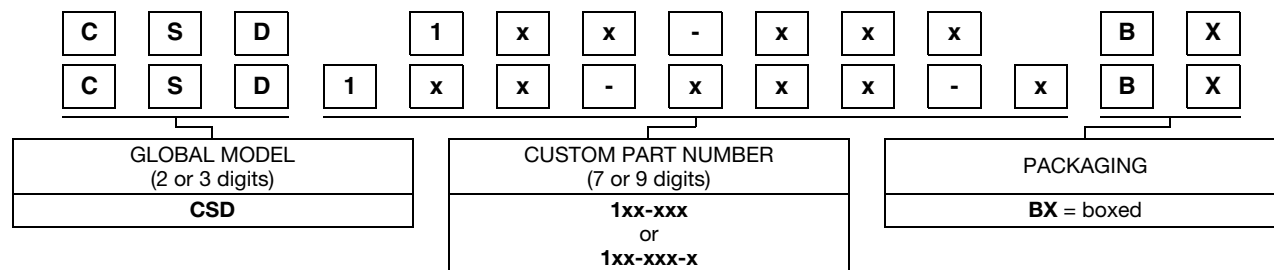 C S D 1 x x - x x x B X
C S D 1 x x - x x x - x B X
GLOBAL MODEL
(2 or 3 digits)
CSD
CUSTOM PART NUMBER
(7 or 9 digits)
1xx-xxx
or
1xx-xxx-x
PACKAGING
BX = boxed